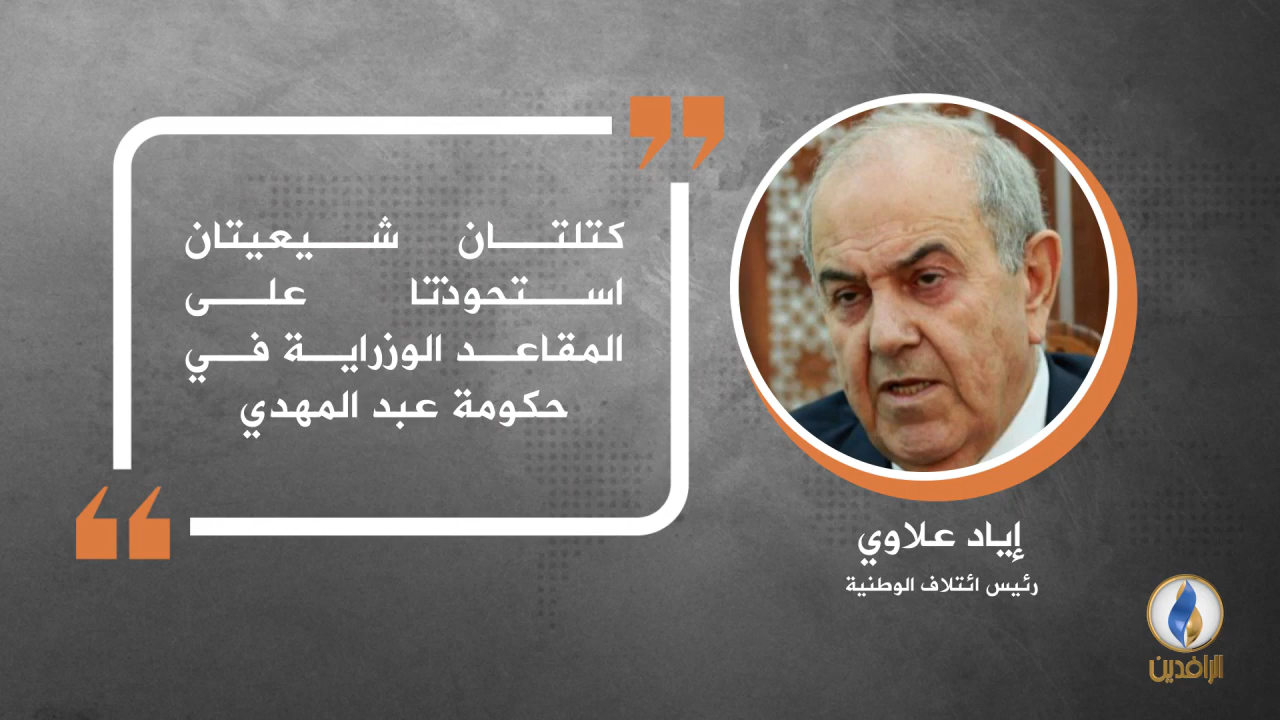 كتلتان شيعيتان
استحوذتا على
المقاعد الوزراية في
حكومة عبد المهدي
إياد علاوي
رئيس ائتلاف الوطنية
الرافدين